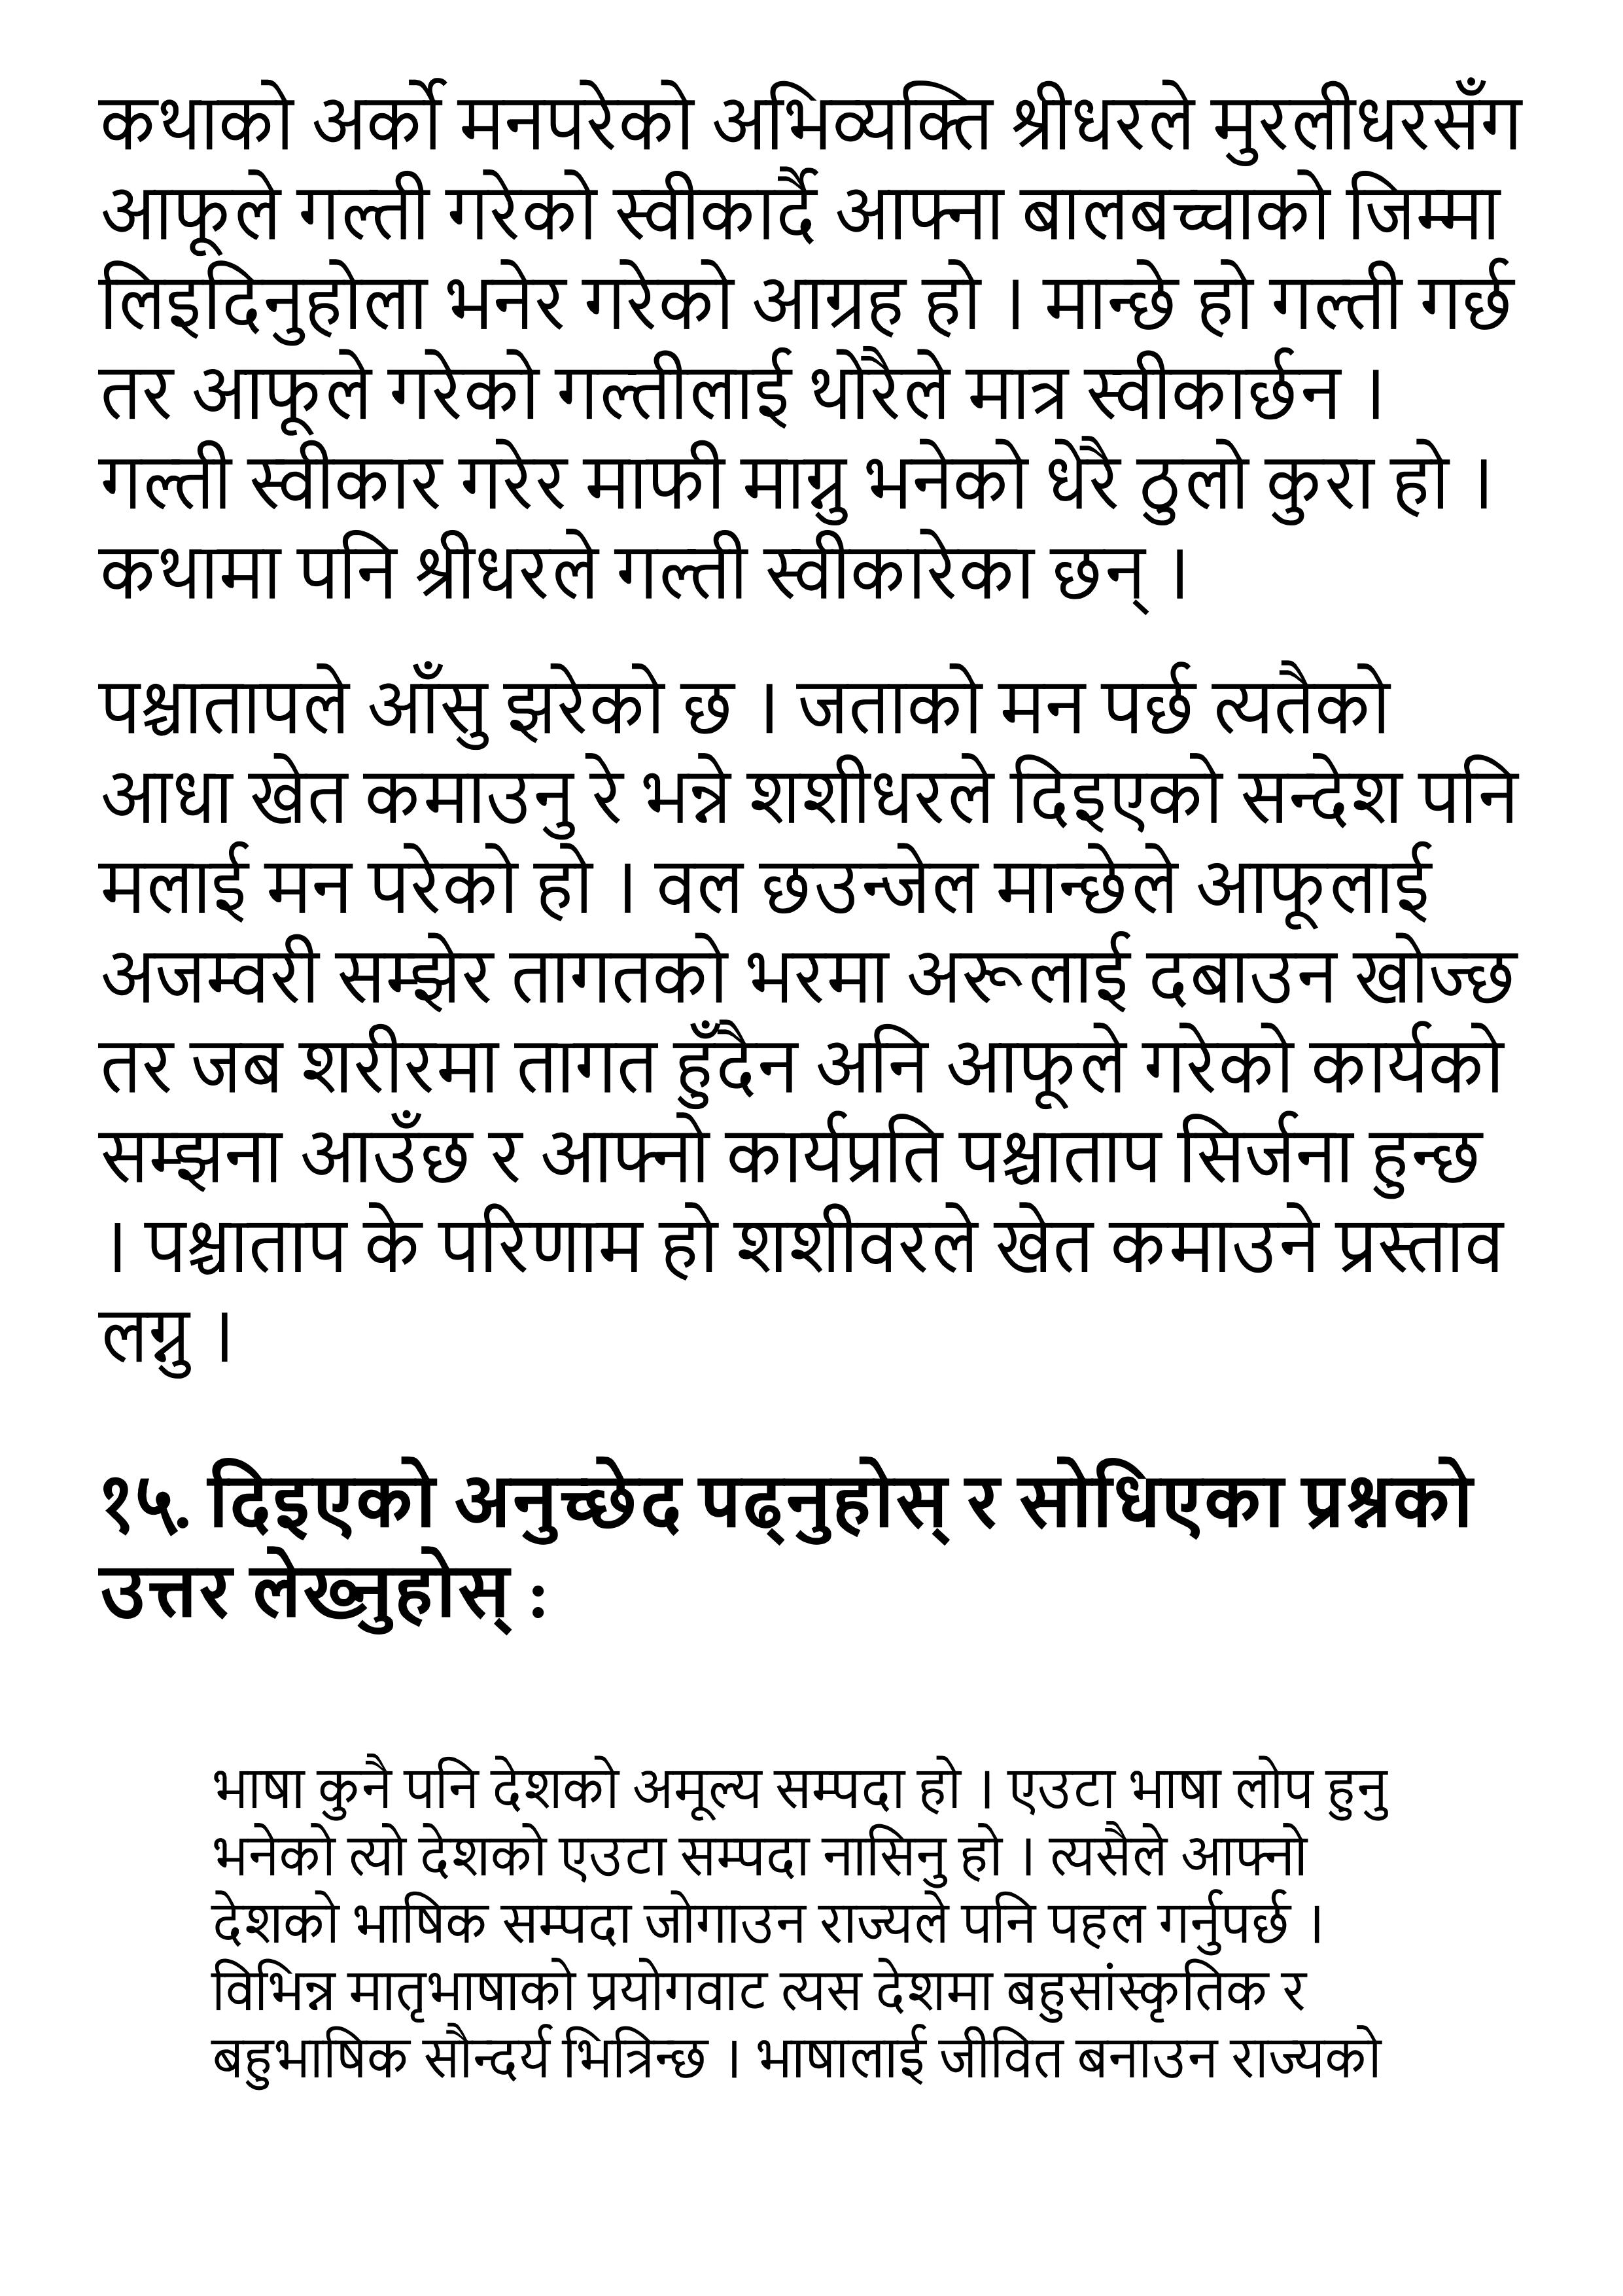 कथाको अर्को मनपरेको अभिव्यक्ति श्रीधरले मुरलीधरसँग
आफूले गल्ती गरेको स्वीकार्दै आफ्ना बालबच्चाको जिम्मा
लिइदिनुहोला भनेर गरेको आग्रह हो । मान्छे हो गल्ती गर्छ
तर आफूले गरेको गल्तीलाई थोरैले मात्र स्वीकार्छन ।
गल्ती स्वीकार गरेर माफी माग्नु भनेको धेरै ठुलो कुरा हो ।
कथामा पनि श्रीधरले गल्ती स्वीकारेका छन् ।
पश्चातापले आँसु झरेको छ । जताको मन पर्छ त्यतैको
आधा खेत कमाउनु रे भन्ने शशीधरले दिइएको सन्देश पनि
मलाई मन परेको हो । वल छउन्जेल मान्छेले आफूलाई
अजम्वरी सम्झेर तागतको भरमा अरूलाई दबाउन खोज्छ
तर जब शरीरमा तागत हुँदैन अनि आफूले गरेको कार्यको
सम्झना आउँछ र आफ्नो कार्यप्रति पश्चाताप सिर्जना हुन्छ
। पश्चाताप के परिणाम हो शशीवरले खेत कमाउने प्रस्ताव
लग्नु ।
१५. दिइएको अनुच्छेद पढ्नुहोस् र सोधिएका प्रश्नको
उत्तर लेख्नुहोस् :
भाषा कुनै पनि देशको अमूल्य सम्पदा हो । एउटा भाषा लोप हुनु
भनेको त्यो देशको एउटा सम्पदा नासिनु हो । त्यसैले आफ्नो
देशको भाषिक सम्पदा जोगाउन राज्यले पनि पहल गर्नुपर्छ ।
विभिन्न मातृभाषाको प्रयोगवाट त्यस देशमा बहुसांस्कृतिक र
बहुभाषिक सौन्दर्य भित्रिन्छ । भाषालाई जीवित बनाउन राज्यको